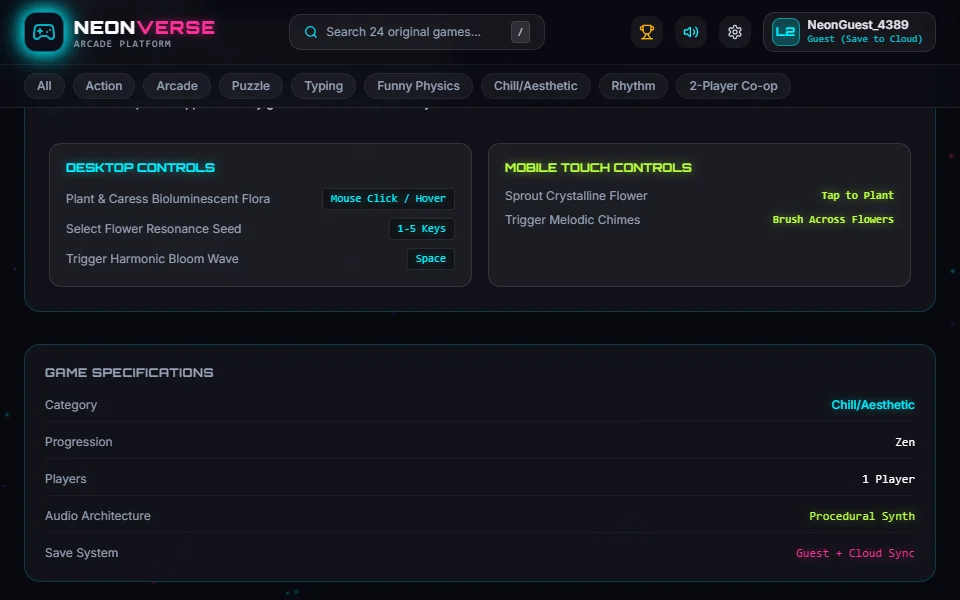 NEONVERSE
ARCADE PLATFORM
Search 24 original games...
/
L2
NeonGuest_4389
Guest (Save to Cloud)
All
Action
Arcade
Puzzle
Typing
Funny Physics
Chill/Aesthetic
Rhythm
2-Player Co-op
DESKTOP CONTROLS
Plant & Caress Bioluminescent Flora
Mouse Click / Hover
Select Flower Resonance Seed
1-5 Keys
Trigger Harmonic Bloom Wave
Space
MOBILE TOUCH CONTROLS
Sprout Crystalline Flower
Tap to Plant
Trigger Melodic Chimes
Brush Across Flowers
GAME SPECIFICATIONS
Category
Chill/Aesthetic
Progression
Zen
Players
1 Player
Audio Architecture
Procedural Synth
Save System
Guest + Cloud Sync